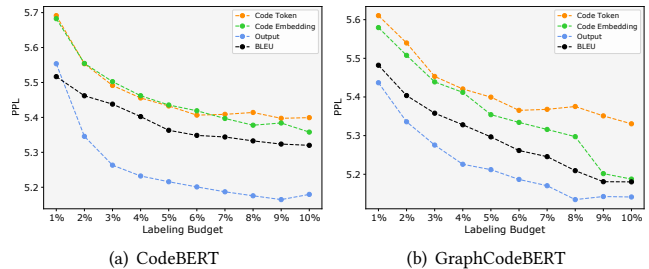 5.7
5.6
5.5
5.4
5.3
5.2
PPL
Code Token
Code Embedding
Output
BLEU
1% 2% 3% 4% 5% 6% 7% 8% 9% 10%
Labeling Budget
(a) CodeBERT
5.6
5.5
5.4
5.3
5.2
PPL
Code Token
Code Embedding
Output
BLEU
1% 2% 3% 4% 5% 6% 7% 8% 9% 10%
Labeling Budget
(b) GraphCodeBERT